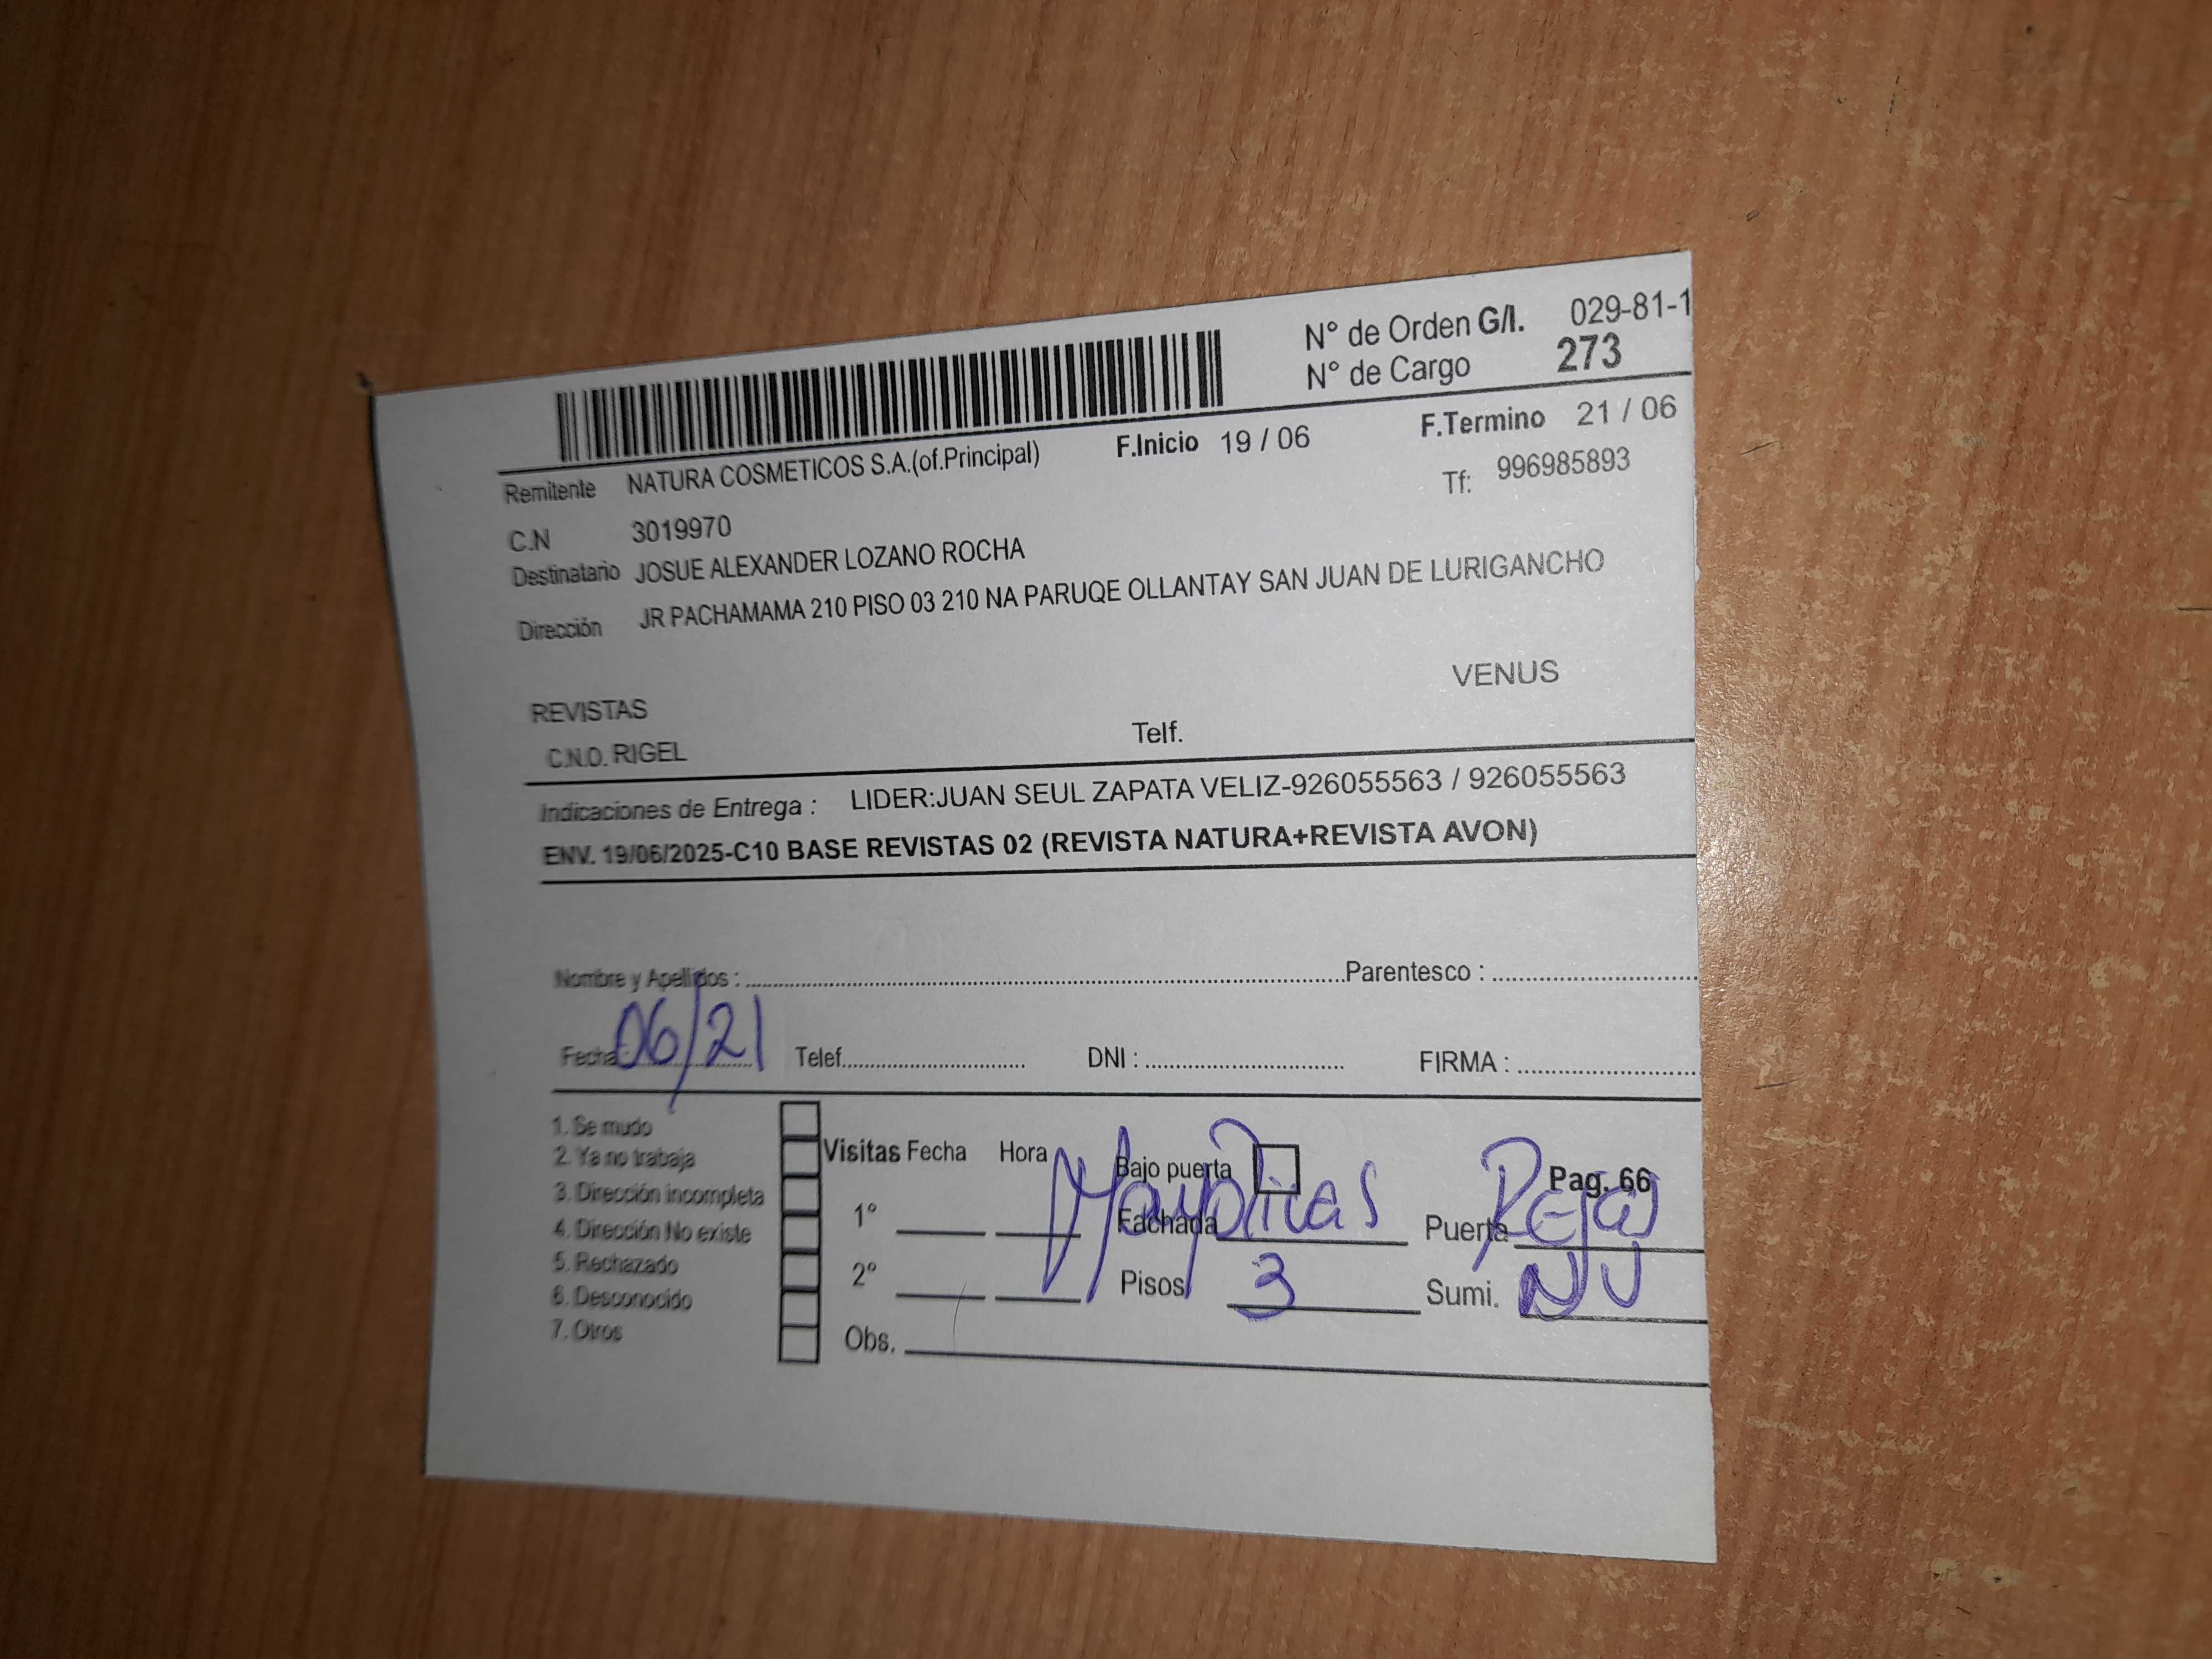 N° de Orden G/I. 029-81-1
N° de Cargo 273
F.Inicio 19 / 06 F.Termino 21 / 06
Remitente NATURA COSMETICOS S.A.(of.Principal) Tf: 996985893
C.N 3019970
Destinatario JOSUE ALEXANDER LOZANO ROCHA
Dirección JR PACHAMAMA 210 PISO 03 210 NA PARUQE OLLANTAY SAN JUAN DE LURIGANCHO
VENUS
REVISTAS
C.N.O. RIGEL Telf.
Indicaciones de Entrega : LIDER:JUAN SEUL ZAPATA VELIZ-926055563 / 926055563
ENV. 19/06/2025-C10 BASE REVISTAS 02 (REVISTA NATURA+REVISTA AVON)
Nombre y Apellidos : Parentesco :
Fecha: 06/21 Telef. DNI : FIRMA :
1. Se mudo
2. Ya no trabaja
3. Dirección incompleta
4. Dirección No existe
5. Rechazado
6. Desconocido
7. Otros
Visitas Fecha Hora Bajo puerta Pag. 66
1° Fachada Puerta Rejas
2° Pisos 3 Sumi.
Obs.